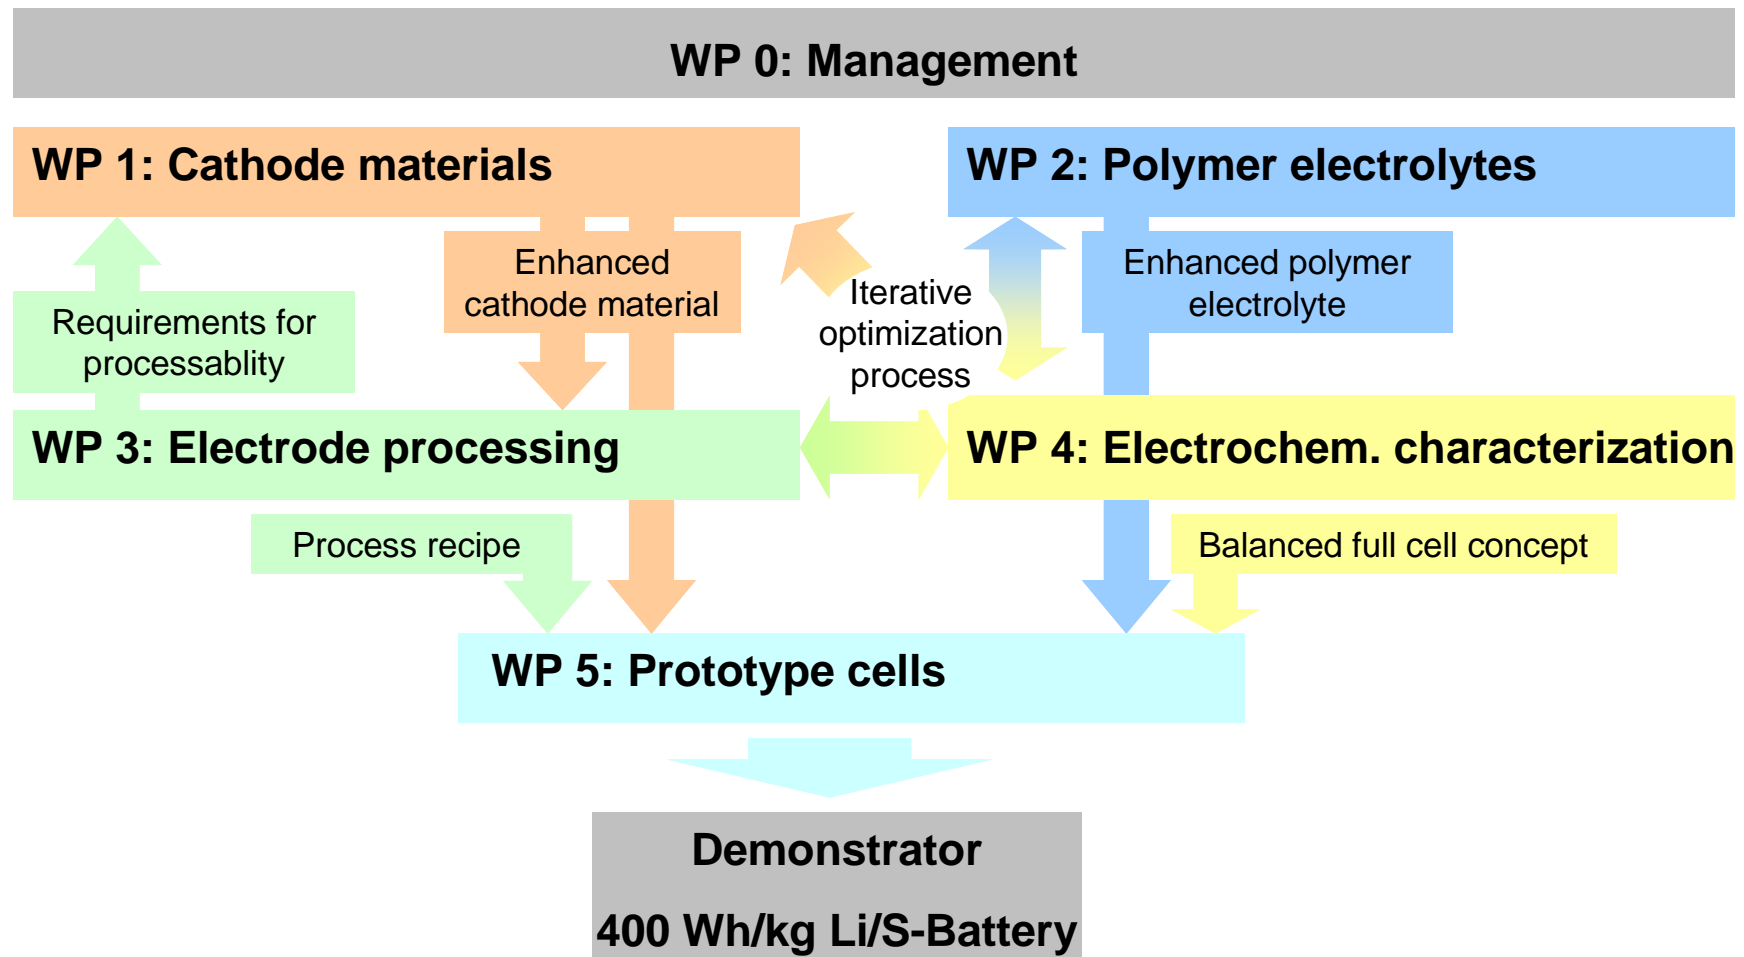 WP 0: Management
WP 1: Cathode materials
WP 2: Polymer electrolytes
Enhanced
cathode material
Enhanced polymer
electrolyte
Requirements for
processablity
Iterative
optimization
process
WP 3: Electrode processing
WP 4: Electrochem. characterization
Process recipe
Balanced full cell concept
WP 5: Prototype cells
Demonstrator
400 Wh/kg Li/S-Battery